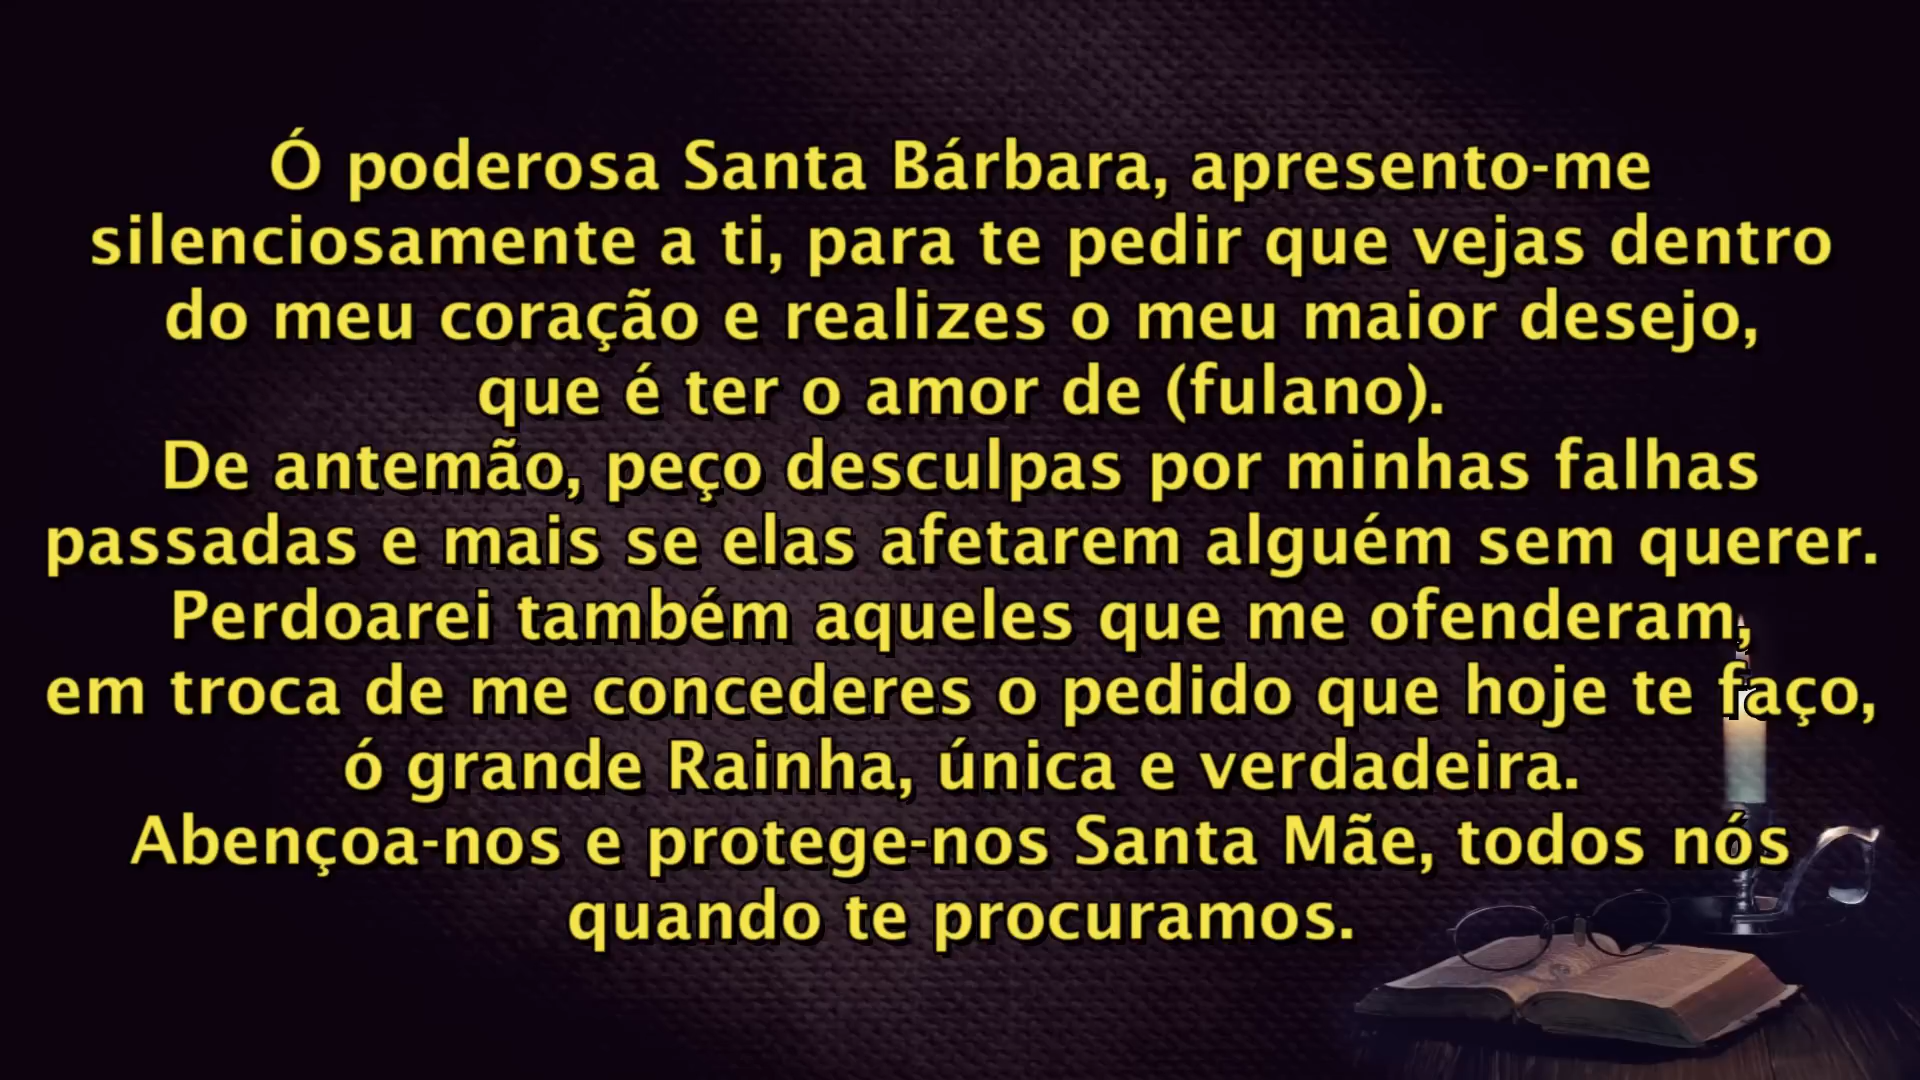 Ó poderosa Santa Bárbara, apresento-me
silenciosamente a ti, para te pedir que vejas dentro
do meu coração e realizes o meu maior desejo,
que é ter o amor de (fulano).
De antemão, peço desculpas por minhas falhas
passadas e mais se elas afetarem alguém sem querer.
Perdoarei também aqueles que me ofenderam,
em troca de me concederes o pedido que hoje te faço,
ó grande Rainha, única e verdadeira.
Abençoa-nos e protege-nos Santa Mãe, todos nós
quando te procuramos.